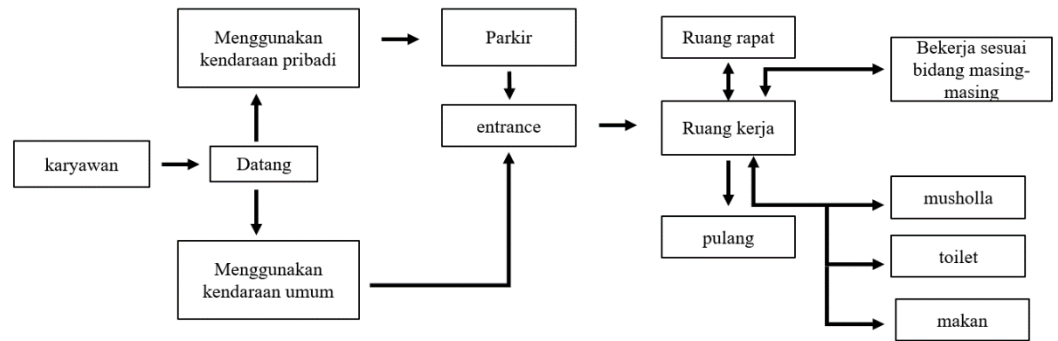 karyawan
Datang
Menggunakan
kendaraan pribadi
Menggunakan
kendaraan umum
Parkir
entrance
Ruang rapat
Ruang kerja
pulang
Bekerja sesuai
bidang masing-
masing
musholla
toilet
makan